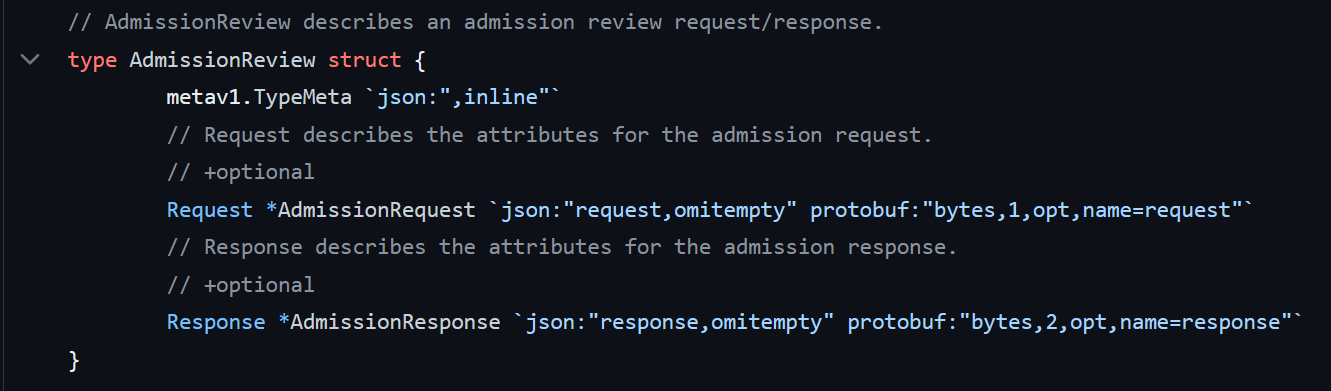 // AdmissionReview describes an admission review request/response.
type AdmissionReview struct {
metav1.TypeMeta `json:",inline"`
// Request describes the attributes for the admission request.
// +optional
Request *AdmissionRequest `json:"request,omitempty" protobuf:"bytes,1,opt,name=request"`
// Response describes the attributes for the admission response.
// +optional
Response *AdmissionResponse `json:"response,omitempty" protobuf:"bytes,2,opt,name=response"`
}